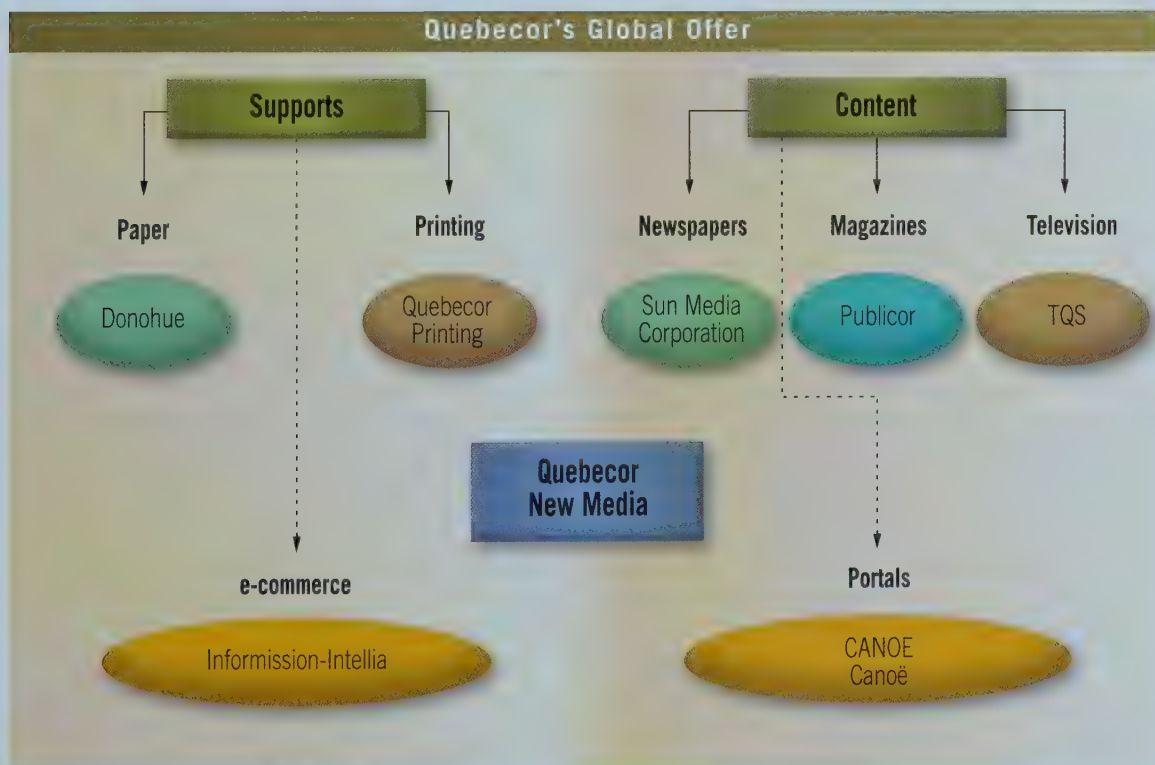 Quebecor's Global Offer
Supports
Content
Paper
Printing
Newspapers
Magazines
Television
Donohue
Quebecor
Printing
Sun Media
Corporation
Publicor
TQS
Quebecor
New Media
e-commerce
Portals
Informission-Intellia
CANOE
Canoë